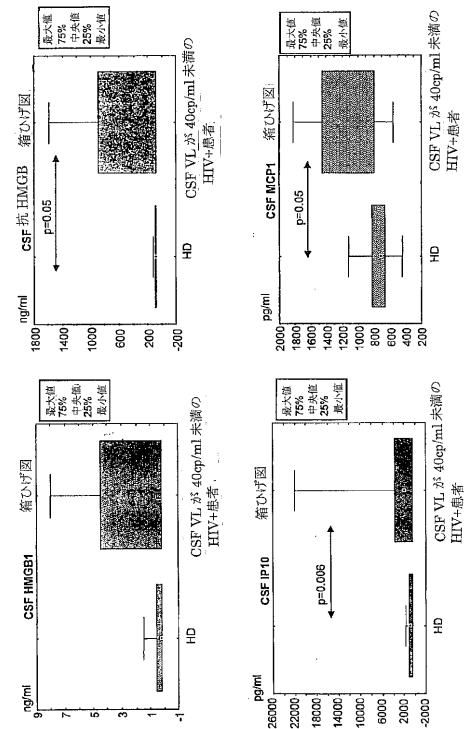 CSF HMGB1 箱ひげ図
ng/ml
9
7
5
3
1
-1
HD
CSF VL が 40cp/ml 未満の
HIV+患者
最大値
75%
中央値
25%
最小値
CSF 抗 HMGB 箱ひげ図
ng/ml
1800
1400
1000
600
200
-200
p=0.05
HD
CSF VL が 40cp/ml 未満の
HIV+患者
最大値
75%
中央値
25%
最小値
CSF IP10 箱ひげ図
pg/ml
26000
22000
18000
14000
10000
6000
2000
-2000
p=0.006
HD
CSF VL が 40cp/ml 未満の
HIV+患者
最大値
75%
中央値
25%
最小値
CSF MCP1 箱ひげ図
pg/ml
2000
1800
1600
1400
1200
1000
800
600
400
200
p=0.05
HD
CSF VL が 40cp/ml 未満の
HIV+患者
最大値
75%
中央値
25%
最小値